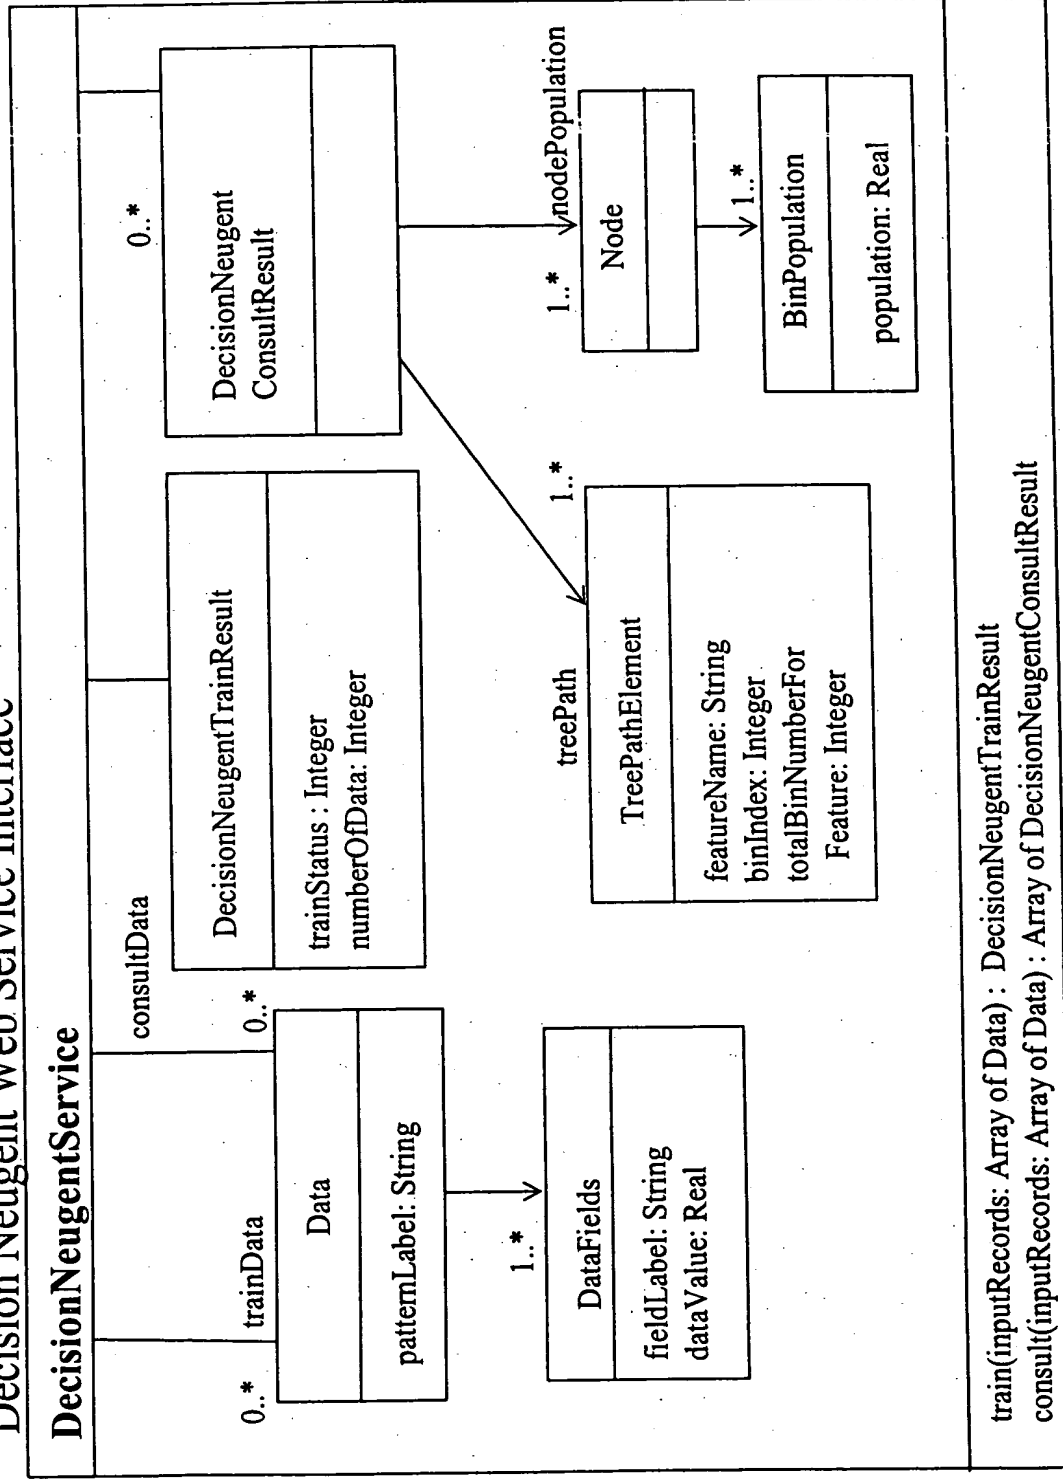 Decision Neugent Web Service Interface
DecisionNeugentService
0..*
trainData
consultData
0..*
0..*
Data
patternLabel: String
1..*
DataFields
fieldLabel: String
dataValue: Real
DecisionNeugentTrainResult
trainStatus : Integer
numberOfData: Integer
DecisionNeugent
ConsultResult
treePath
1..*
TreePathElement
featureName: String
binIndex: Integer
totalBinNumberFor
Feature: Integer
1..*
nodePopulation
Node
1..*
BinPopulation
population: Real
train(inputRecords: Array of Data) : DecisionNeugentTrainResult
consult(inputRecords: Array of Data) : Array of DecisionNeugentConsultResult